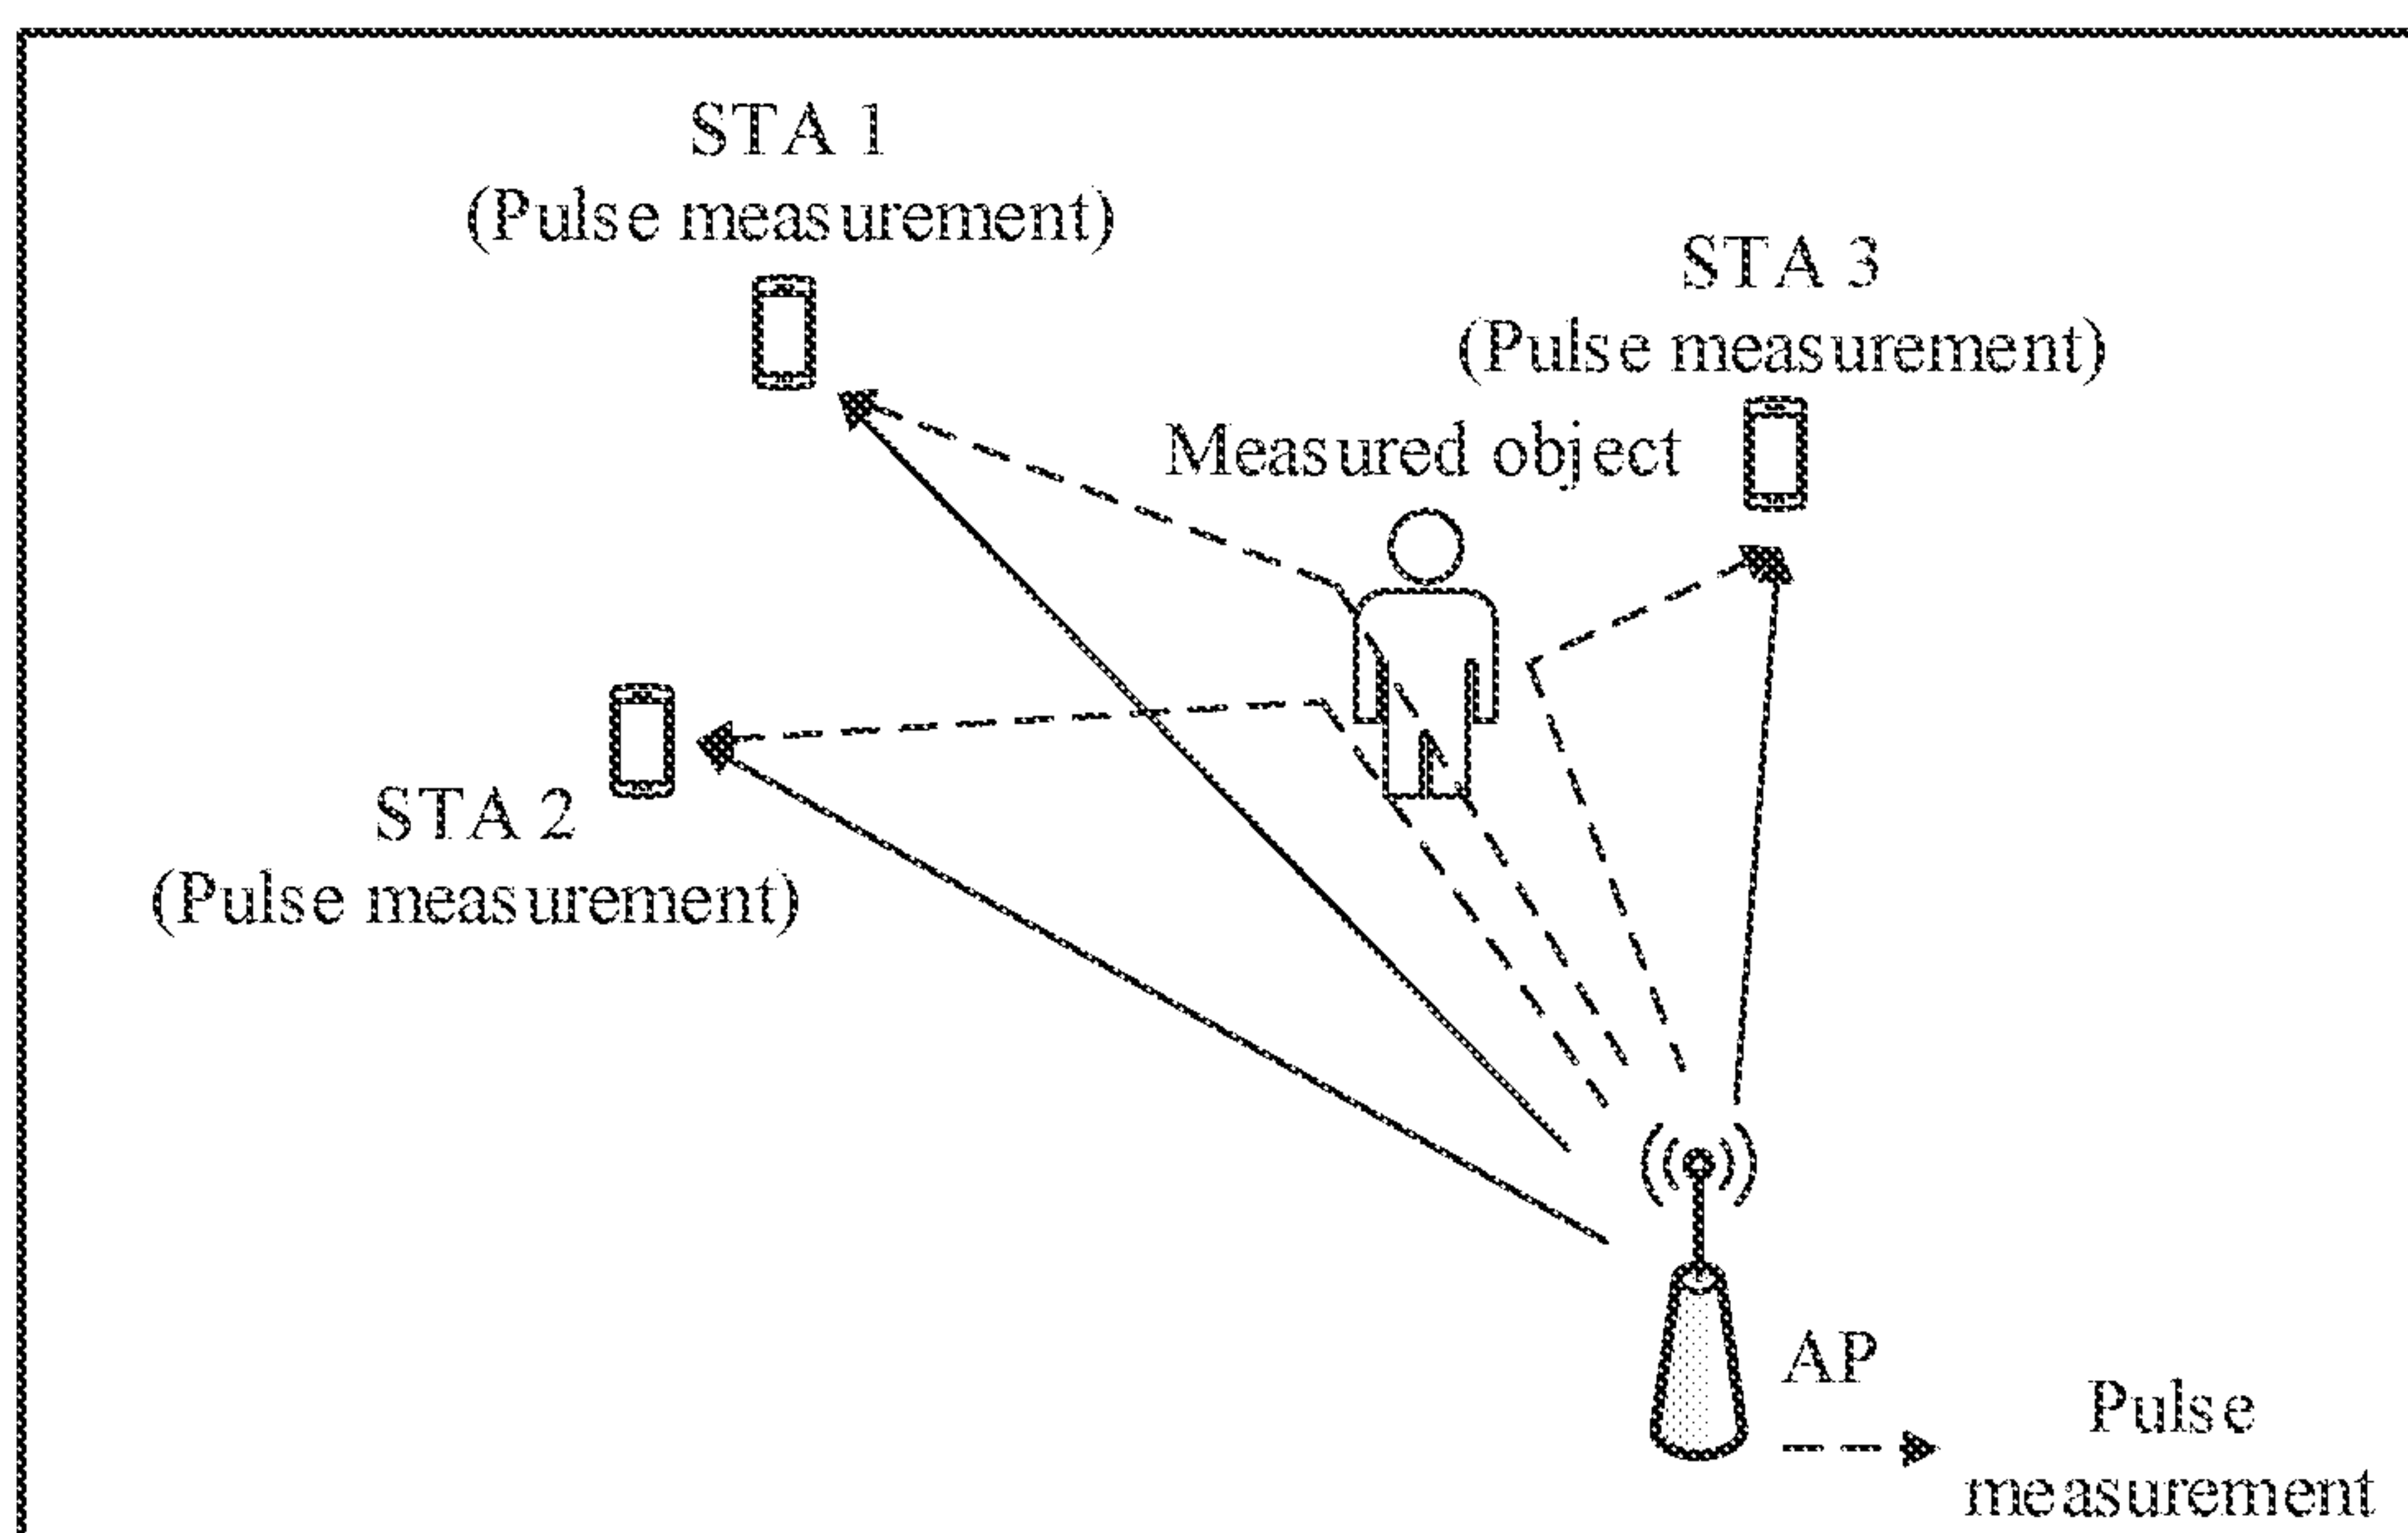 STA 1
(Pulse measurement)
STA 3
(Pulse measurement)
Measured object
STA 2
(Pulse measurement)
AP
Pulse
measurement